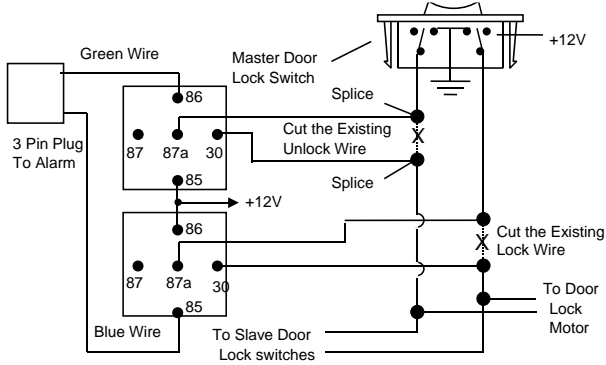 +12V
Green Wire
Master Door
Lock Switch
Splice
86
3 Pin Plug
To Alarm
87
87a
30
Cut the Existing
Unlock Wire
X
85
Splice
+12V
86
Cut the Existing
Lock Wire
X
87
87a
30
85
To Door
Lock
Motor
Blue Wire
To Slave Door
Lock switches